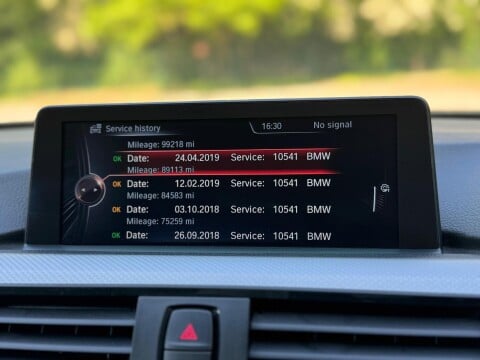 Service history 16:30 No signal
Mileage: 99218 mi
OK Date: 24.04.2019 Service: 10541 BMW
Mileage: 89113 mi
OK Date: 12.02.2019 Service: 10541 BMW
Mileage: 84583 mi
OK Date: 03.10.2018 Service: 10541 BMW
Mileage: 75259 mi
OK Date: 26.09.2018 Service: 10541 BMW